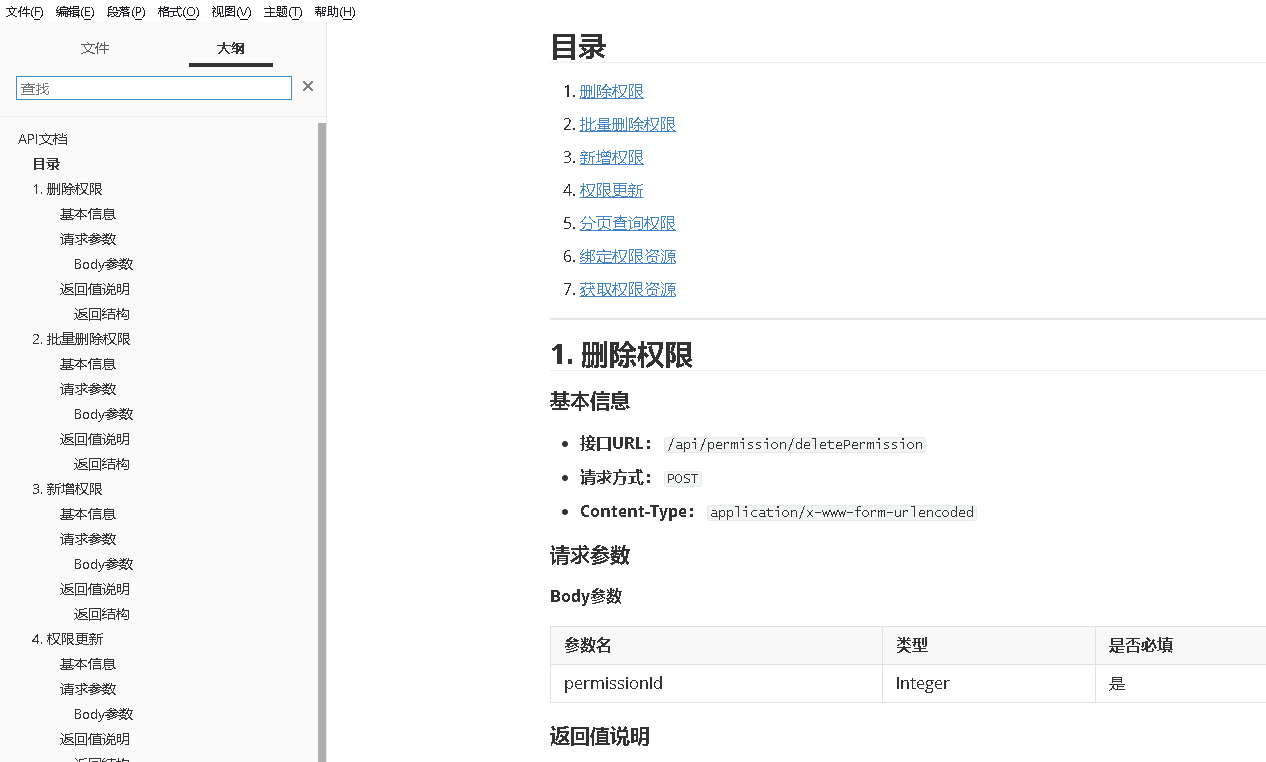 文件(F) 编辑(E) 段落(P) 格式(O) 视图(V) 主题(T) 帮助(H)
文件 大纲
查找
API文档
目录
1. 删除权限
基本信息
请求参数
Body参数
返回值说明
返回结构
2. 批量删除权限
基本信息
请求参数
Body参数
返回值说明
返回结构
3. 新增权限
基本信息
请求参数
Body参数
返回值说明
返回结构
4. 权限更新
基本信息
请求参数
Body参数
返回值说明
返回结构
目录
1. 删除权限
2. 批量删除权限
3. 新增权限
4. 权限更新
5. 分页查询权限
6. 绑定权限资源
7. 获取权限资源
1. 删除权限
基本信息
接口URL： /api/permission/deletePermission
请求方式： POST
Content-Type： application/x-www-form-urlencoded
请求参数
Body参数
参数名 类型 是否必填
permissionId Integer 是
返回值说明